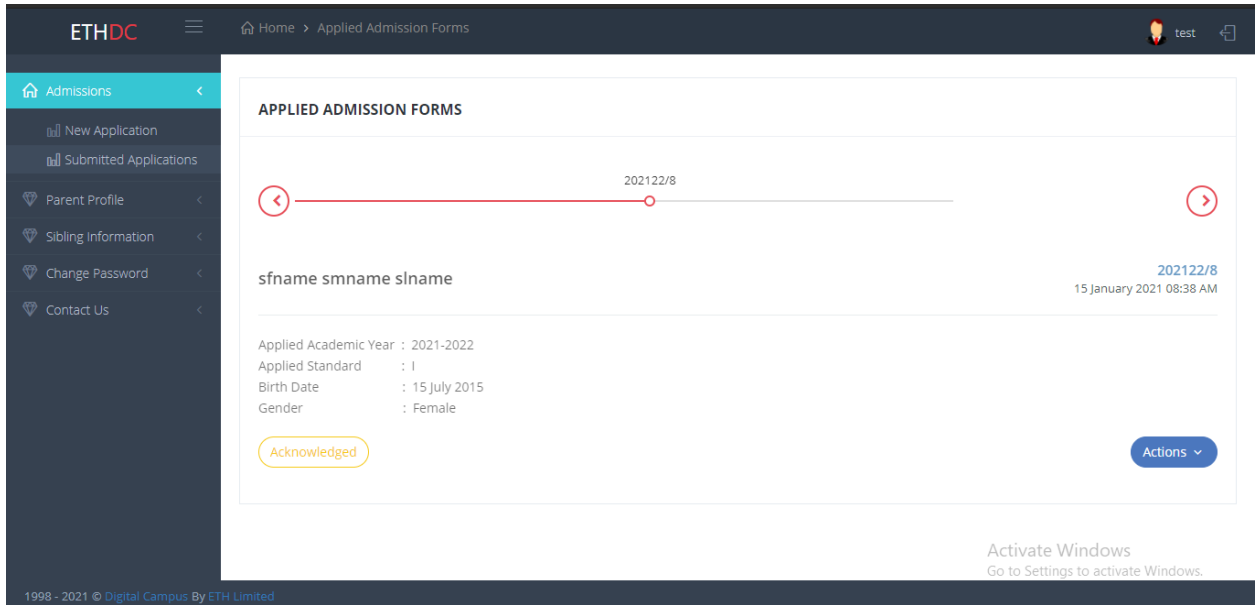 ETHDC
Home > Applied Admission Forms
test
Admissions
New Application
Submitted Applications
Parent Profile
Sibling Information
Change Password
Contact Us
APPLIED ADMISSION FORMS
202122/8
sfname smname slname
202122/8
15 January 2021 08:38 AM
Applied Academic Year : 2021-2022
Applied Standard : I
Birth Date : 15 July 2015
Gender : Female
Acknowledged
Actions
Activate Windows
Go to Settings to activate Windows.
1998 - 2021 © Digital Campus By ETH Limited